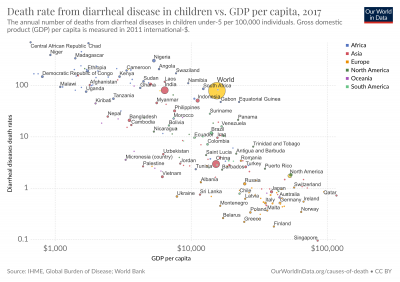 Death rate from diarrheal disease in children vs. GDP per capita, 2017
Our World
in Data
The annual number of deaths from diarrheal diseases in children under-5 per 100,000 individuals. Gross domestic
product (GDP) per capita is measured in 2011 international-$.
Central African Republic Chad
Niger Madagascar
Nigeria
Ethiopia Cameroon Angola
Swaziland
Democratic Republic of Congo Kenya
Malawi Uganda Sudan Laos India
Namibia South Africa World
Kiribati Tanzania
Myanmar Indonesia Gabon Equatorial Guinea
Nepal Philippines Suriname
Bangladesh Morocco Panama
Cambodia Bolivia Venezuela
Nicaragua Brazil
Ecuador
Colombia
Trinidad and Tobago
Uzbekistan Saint Lucia Antigua and Barbuda
Micronesia (country) Jordan China Romania
Palestine Tunisia Barbados Turkey Puerto Rico
Vietnam Albania Russia Kuwait
Switzerland
Ukraine Sri Lanka Chile Japan Australia Qatar
Latvia Italy Germany Ireland
Montenegro Malta
Poland Norway
Belarus Greece
Finland
Singapore
Africa
Asia
Europe
North America
Oceania
South America
Diarrheal disease death rates
100
10
1
0.1
$1,000 $10,000 $100,000
GDP per capita
Source: IHME, Global Burden of Disease; World Bank
OurWorldInData.org/causes-of-death • CC BY